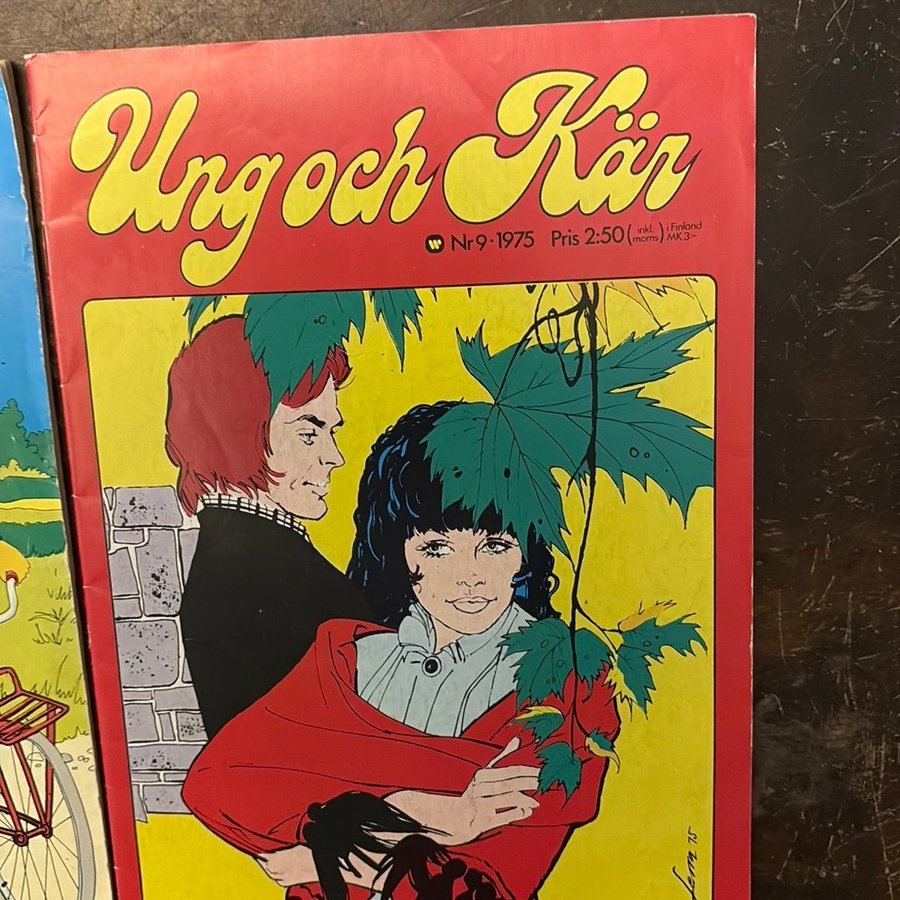 Ung och Kär
Nr 9 · 1975 Pris 2:50 (inkl. moms) i Finland MK 3:-